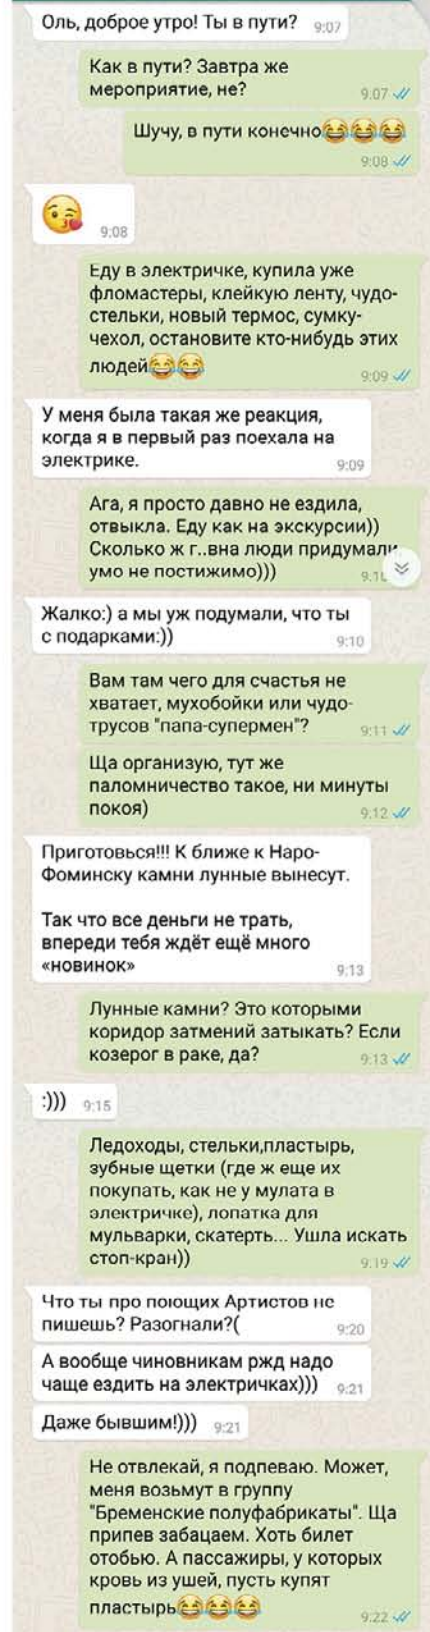 Оль, доброе утро! Ты в пути? 9:07
Как в пути? Завтра же
мероприятие, не? 9:07
Шучу, в пути конечно😂😂😂
9:08
😘 9:08
Еду в электричке, купила уже
фломастеры, клейкую ленту, чудо-
стельки, новый термос, сумку-
чехол, остановите кто-нибудь этих
людей😂😂 9:09
У меня была такая же реакция,
когда я в первый раз поехала на
электрике. 9:09
Ага, я просто давно не ездила,
отвыкла. Еду как на экскурсии))
Сколько ж г..вна люди придумали,
умо не постижимо))) 9:10
Жалко:) а мы уж подумали, что ты
с подарками:)) 9:10
Вам там чего для счастья не
хватает, мухобойки или чудо-
трусов "папа-супермен"? 9:11
Ща организую, тут же
паломничество такое, ни минуты
покоя) 9:12
Приготовься!!! К ближе к Наро-
Фоминску камни лунные вынесут.
Так что все деньги не трать,
впереди тебя ждёт ещё много
«новинок» 9:13
Лунные камни? Это которыми
коридор затмений затыкать? Если
козерог в раке, да? 9:13
:))) 9:15
Ледоходы, стельки,пластырь,
зубные щетки (где ж еще их
покупать, как не у мулата в
электричке), лопатка для
мульварки, скатерть... Ушла искать
стоп-кран)) 9:19
Что ты про поющих Артистов не
пишешь? Разогнали?( 9:20
А вообще чиновникам ржд надо
чаще ездить на электричках))) 9:21
Даже бывшим!))) 9:21
Не отвлекай, я подпеваю. Может,
меня возьмут в группу
"Бременские полуфабрикаты". Ща
припев забацаем. Хоть билет
отобью. А пассажиры, у которых
кровь из ушей, пусть купят
пластырь😂😂😂 9:22